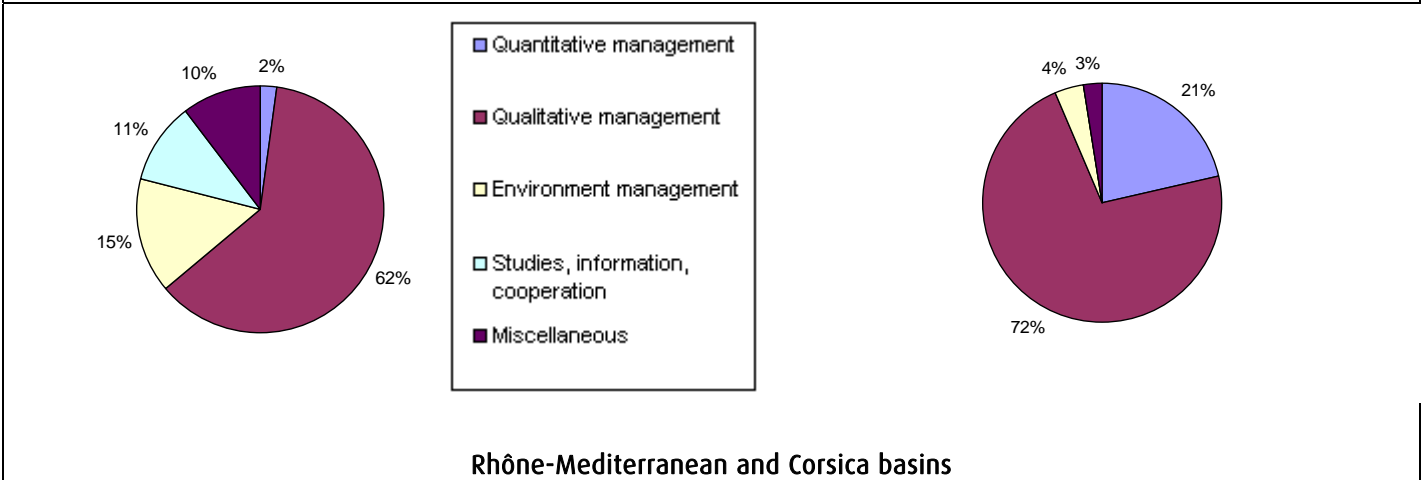 10%
2%
11%
15%
62%
Quantitative management
Qualitative management
Environment management
Studies, information,
cooperation
Miscellaneous
4%
3%
21%
72%
Rhône-Mediterranean and Corsica basins